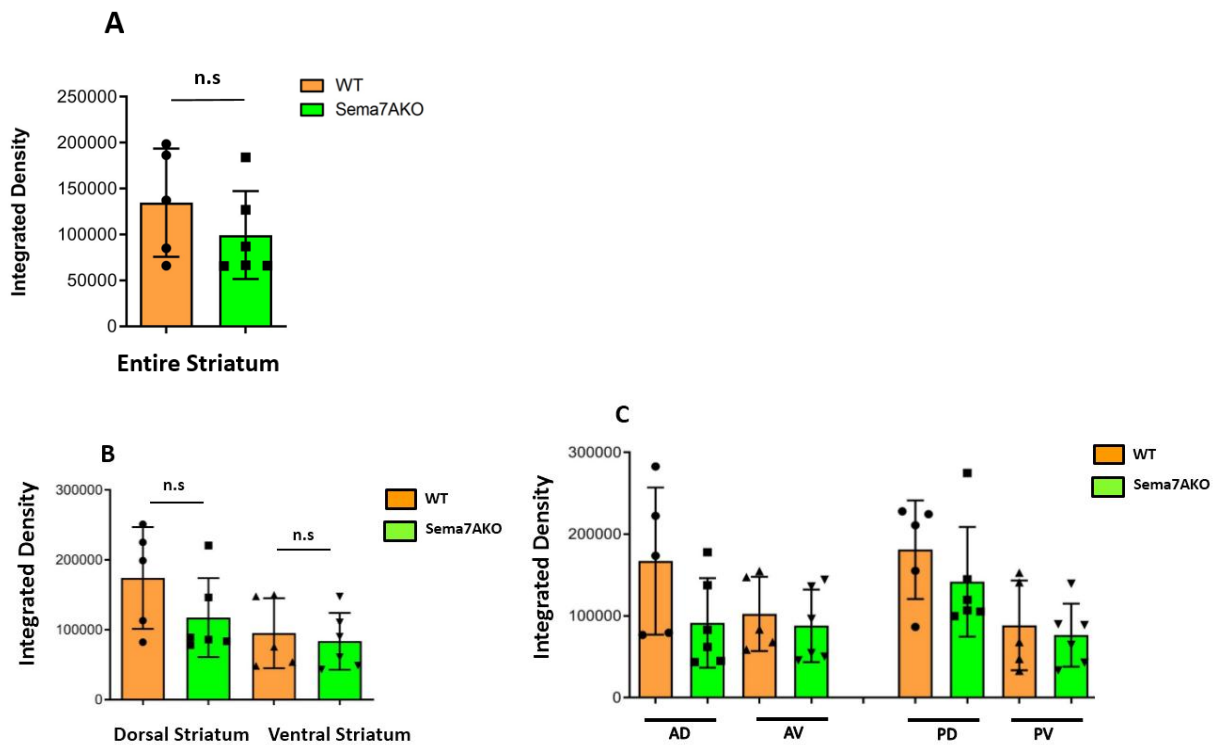 A
n.s
WT
Sema7AKO
250000
200000
150000
100000
50000
0
Integrated Density
Entire Striatum
B
n.s
n.s
WT
Sema7AKO
300000
200000
100000
0
Integrated Density
Dorsal Striatum
Ventral Striatum
C
WT
Sema7AKO
300000
200000
100000
0
Integrated Density
AD
AV
PD
PV